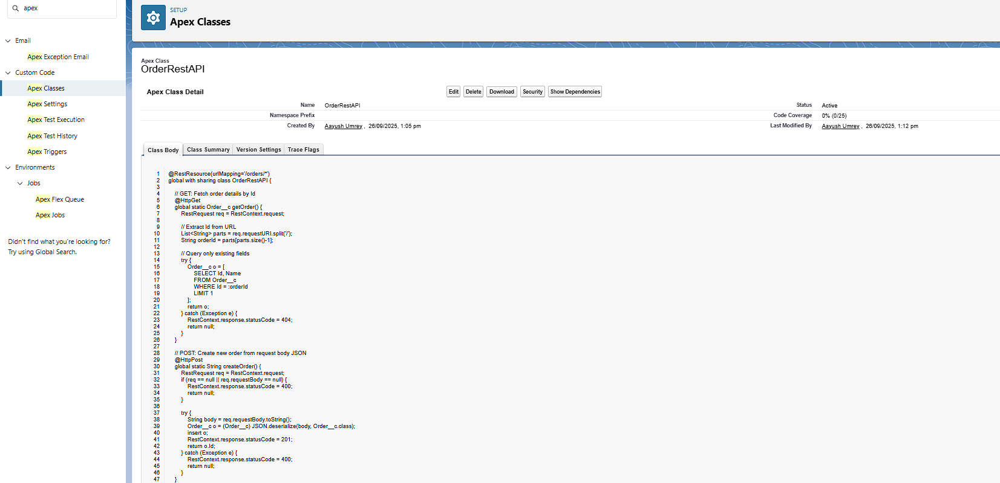 apex
Email
Apex Exception Email
Custom Code
Apex Classes
Apex Settings
Apex Test Execution
Apex Test History
Apex Triggers
Environments
Jobs
Apex Flex Queue
Apex Jobs
Didn't find what you're looking for?
Try using Global Search.
SETUP
Apex Classes
Apex Class
OrderRestAPI
Apex Class Detail
Edit Delete Download Security Show Dependencies
Name OrderRestAPI Status Active
Namespace Prefix Code Coverage 0% (0/25)
Created By Aayush Umrey , 26/09/2025, 1:05 pm Last Modified By Aayush Umrey , 26/09/2025, 1:12 pm
Class Body Class Summary Version Settings Trace Flags
1 @RestResource(urlMapping='/orders/*')
2 global with sharing class OrderRestAPI {
3
4 // GET: Fetch order details by Id
5 @HttpGet
6 global static Order__c getOrder() {
7 RestRequest req = RestContext.request;
8
9 // Extract Id from URL
10 List<String> parts = req.requestURI.split('/');
11 String orderId = parts[parts.size()-1];
12
13 // Query only existing fields
14 try {
15 Order__c o = [
16 SELECT Id, Name
17 FROM Order__c
18 WHERE Id = :orderId
19 LIMIT 1
20 ];
21 return o;
22 } catch (Exception e) {
23 RestContext.response.statusCode = 404;
24 return null;
25 }
26 }
27
28 // POST: Create new order from request body JSON
29 @HttpPost
30 global static String createOrder() {
31 RestRequest req = RestContext.request;
32 if (req == null || req.requestBody == null) {
33 RestContext.response.statusCode = 400;
34 return null;
35 }
36
37 try {
38 String body = req.requestBody.toString();
39 Order__c o = (Order__c) JSON.deserialize(body, Order__c.class);
40 insert o;
41 RestContext.response.statusCode = 201;
42 return o.Id;
43 } catch (Exception e) {
44 RestContext.response.statusCode = 400;
45 return null;
46 }
47 }